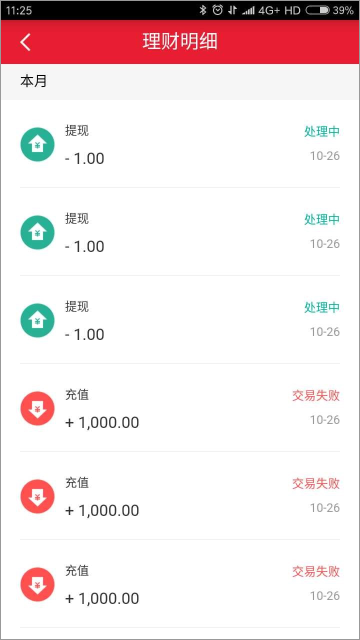 11:25 4G+ HD 39%
理财明细
本月
提现 处理中
- 1.00 10-26
提现 处理中
- 1.00 10-26
提现 处理中
- 1.00 10-26
充值 交易失败
+ 1,000.00 10-26
充值 交易失败
+ 1,000.00 10-26
充值 交易失败
+ 1,000.00 10-26